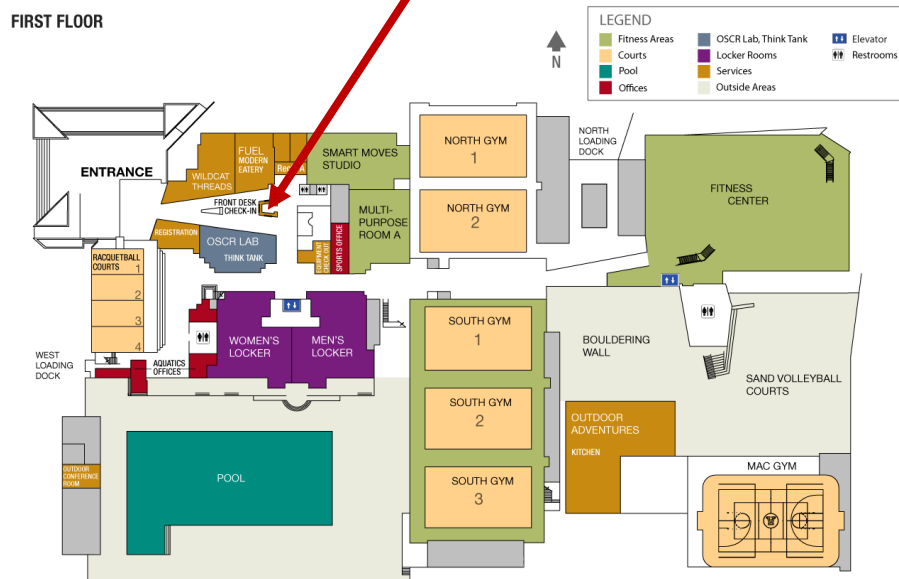 FIRST FLOOR
LEGEND
Fitness Areas
Courts
Pool
Offices
OSCR Lab, Think Tank
Locker Rooms
Services
Outside Areas
Elevator
Restrooms
N
ENTRANCE
WILDCAT
THREADS
FUEL
MODERN
EATERY
SMART MOVES
STUDIO
FRONT DESK
CHECK-IN
REGISTRATION
OSCR LAB
THINK TANK
EQUIPMENT
CHECK OUT
SPORTS OFFICE
MULTI-
PURPOSE
ROOM A
NORTH GYM
1
NORTH GYM
2
NORTH
LOADING
DOCK
FITNESS
CENTER
RACQUETBALL
COURTS
1
2
3
4
WEST
LOADING
DOCK
AQUATICS
OFFICES
WOMEN'S
LOCKER
MEN'S
LOCKER
SOUTH GYM
1
SOUTH GYM
2
SOUTH GYM
3
BOULDERING
WALL
SAND VOLLEYBALL
COURTS
OUTDOOR
ADVENTURES
KITCHEN
MAC GYM
OUTDOOR
CONFERENCE
ROOM
POOL